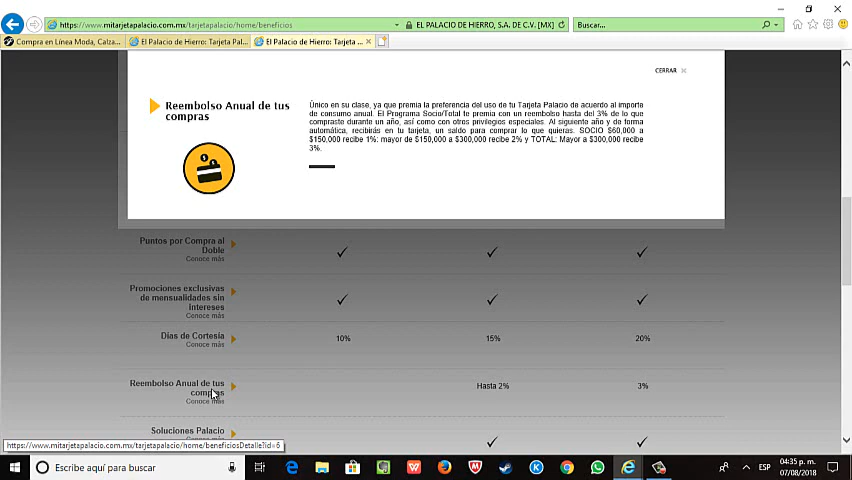 https://www.mitarjetapalacio.com.mx/tarjetapalacio/home/beneficios
EL PALACIO DE HIERRO, S.A. DE C.V. [MX]
Buscar...
Compra en Línea Moda, Calza...
El Palacio de Hierro: Tarjeta Pal...
El Palacio de Hierro: Tarjeta ...
CERRAR
Reembolso Anual de tus
compras
Único en su clase, ya que premia la preferencia del uso de tu Tarjeta Palacio de acuerdo al importe
de consumo anual. El Programa Socio/Total te premia con un reembolso hasta del 3% de lo que
compraste durante un año, así como con otros privilegios especiales. Al siguiente año y de forma
automática, recibirás en tu tarjeta, un saldo para comprar lo que quieras. SOCIO $60,000 a
$150,000 recibe 1%: mayor de $150,000 a $300,000 recibe 2% y TOTAL: Mayor a $300,000 recibe
3%.
Puntos por Compra al
Doble
Conoce más
Promociones exclusivas
de mensualidades sin
intereses
Conoce más
Días de Cortesía
Conoce más
10%
15%
20%
Reembolso Anual de tus
compras
Conoce más
Hasta 2%
3%
Soluciones Palacio
https://www.mitarjetapalacio.com.mx/tarjetapalacio/home/beneficiosDetalle?id=6
Escribe aquí para buscar
ESP
04:35 p. m.
07/08/2018